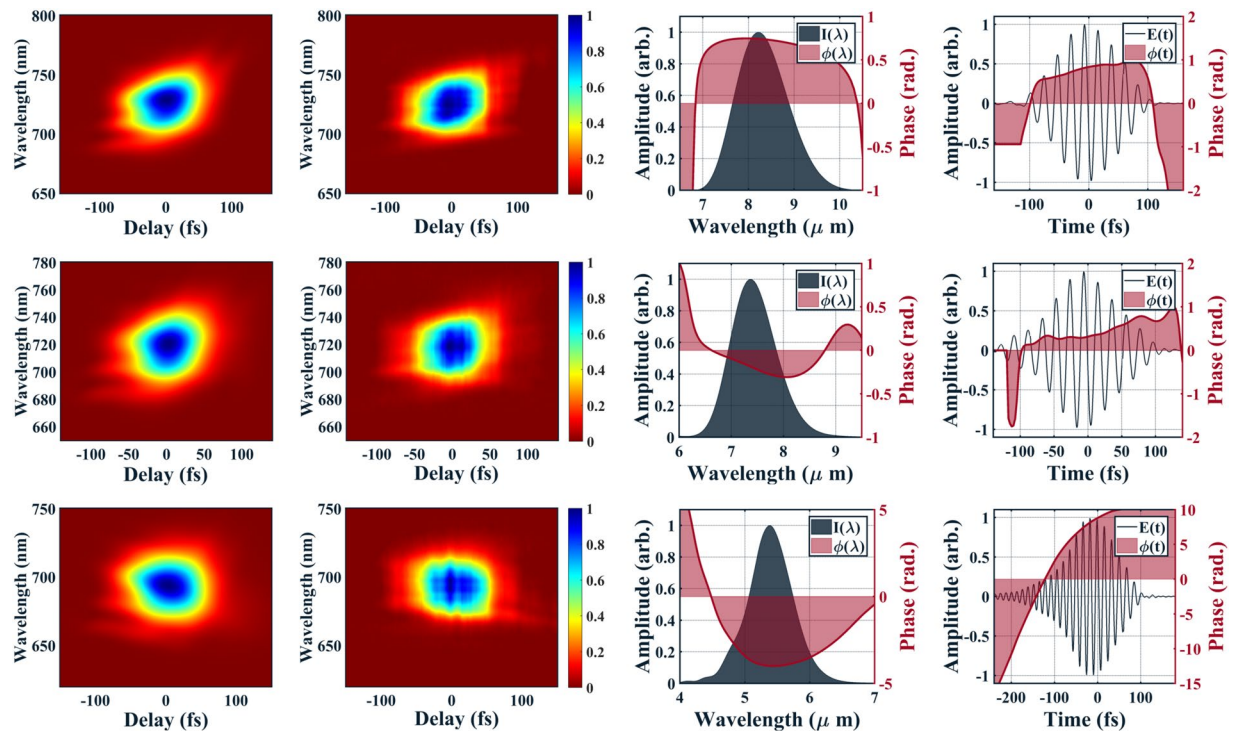 800
750
700
650
Wavelength (nm)
-100 0 100
Delay (fs)
800
750
700
650
Wavelength (nm)
-100 0 100
Delay (fs)
1
0.8
0.6
0.4
0.2
0
1
0.8
0.6
0.4
0.2
0
Amplitude (arb.)
I(λ)
ϕ(λ)
1
0.5
0
-0.5
-1
Phase (rad.)
7 8 9 10
Wavelength (μ m)
1
0.5
0
-0.5
-1
Amplitude (arb.)
E(t)
ϕ(t)
2
1
0
-1
-2
Phase (rad.)
-100 0 100
Time (fs)
780
760
740
720
700
680
660
Wavelength (nm)
-100 -50 0 50 100
Delay (fs)
780
760
740
720
700
680
660
Wavelength (nm)
-100 -50 0 50 100
Delay (fs)
1
0.8
0.6
0.4
0.2
0
1
0.8
0.6
0.4
0.2
0
Amplitude (arb.)
I(λ)
ϕ(λ)
1
0.5
0
-0.5
-1
Phase (rad.)
6 7 8 9
Wavelength (μ m)
1
0.5
0
-0.5
-1
Amplitude (arb.)
E(t)
ϕ(t)
2
1
0
-1
-2
Phase (rad.)
-100 -50 0 50 100
Time (fs)
750
700
650
Wavelength (nm)
-100 0 100
Delay (fs)
750
700
650
Wavelength (nm)
-100 0 100
Delay (fs)
1
0.8
0.6
0.4
0.2
0
1
0.8
0.6
0.4
0.2
0
Amplitude (arb.)
I(λ)
ϕ(λ)
5
0
-5
Phase (rad.)
4 5 6 7
Wavelength (μ m)
1
0.5
0
-0.5
-1
Amplitude (arb.)
E(t)
ϕ(t)
10
5
0
-5
-10
-15
Phase (rad.)
-200 -100 0 100
Time (fs)